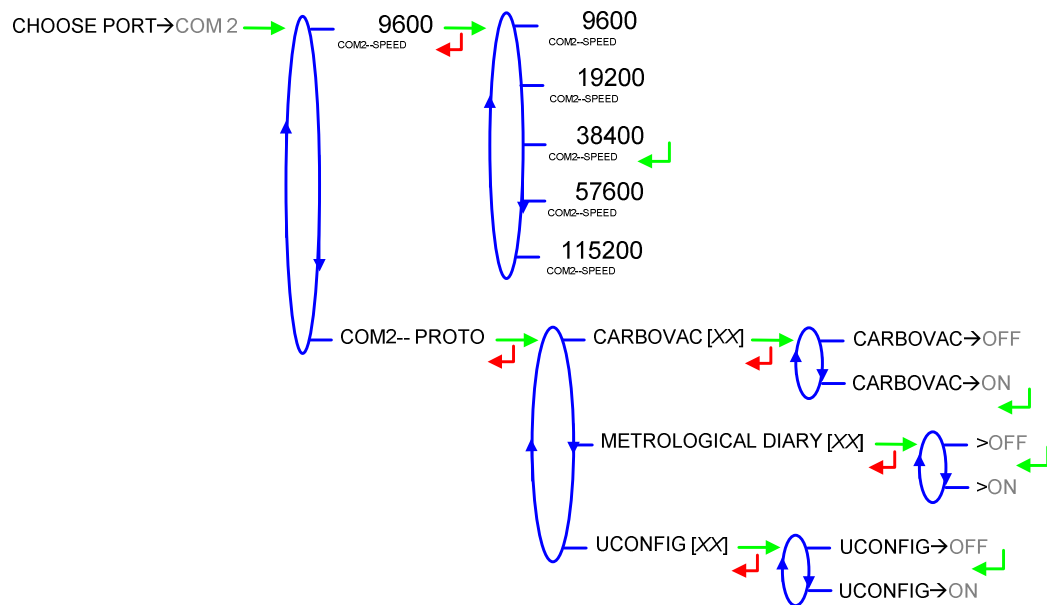 CHOOSE PORT→COM 2
9600
COM2--SPEED
9600
COM2--SPEED
19200
COM2--SPEED
38400
COM2--SPEED
57600
COM2--SPEED
115200
COM2--SPEED
COM2-- PROTO
CARBOVAC [XX]
CARBOVAC→OFF
CARBOVAC→ON
METROLOGICAL DIARY [XX]
>OFF
>ON
UCONFIG [XX]
UCONFIG→OFF
UCONFIG→ON